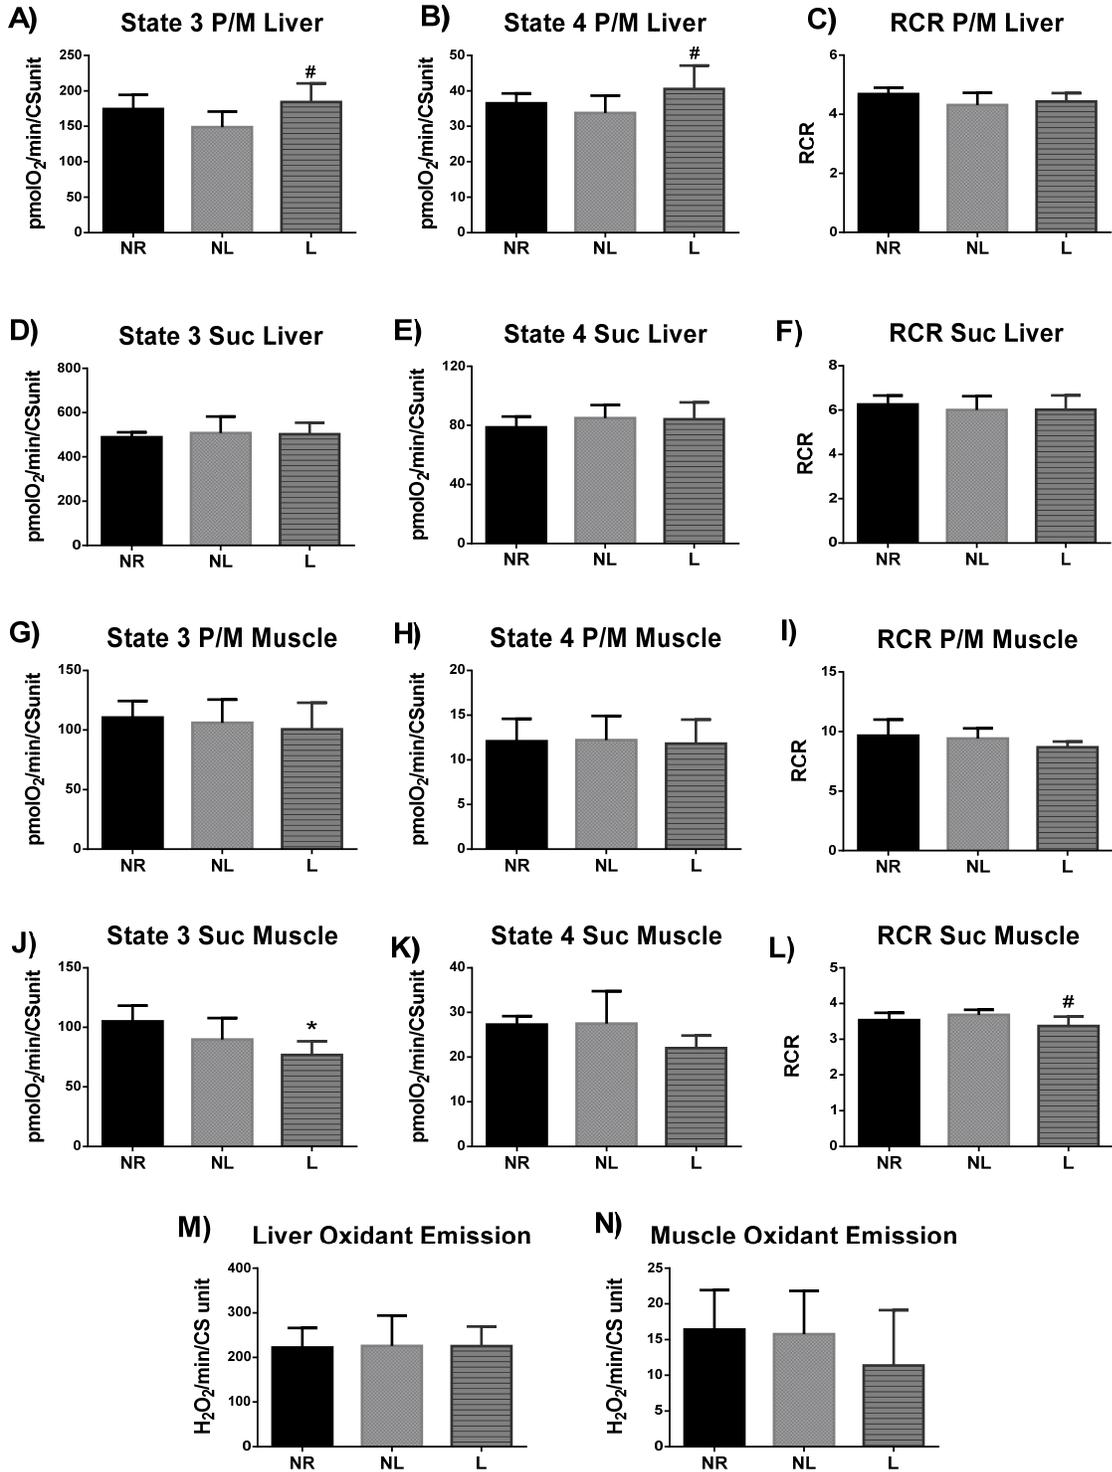 A) State 3 P/M Liver
pmolO2/min/CSunit
250
200
150
100
50
0
#
NR NL L
B) State 4 P/M Liver
pmolO2/min/CSunit
50
40
30
20
10
0
#
NR NL L
C) RCR P/M Liver
RCR
6
4
2
0
NR NL L
D) State 3 Suc Liver
pmolO2/min/CSunit
800
600
400
200
0
NR NL L
E) State 4 Suc Liver
pmolO2/min/CSunit
120
80
40
0
NR NL L
F) RCR Suc Liver
RCR
8
6
4
2
0
NR NL L
G) State 3 P/M Muscle
pmolO2/min/CSunit
150
100
50
0
NR NL L
H) State 4 P/M Muscle
pmolO2/min/CSunit
20
15
10
5
0
NR NL L
I) RCR P/M Muscle
RCR
15
10
5
0
NR NL L
J) State 3 Suc Muscle
pmolO2/min/CSunit
150
100
50
0
*
NR NL L
K) State 4 Suc Muscle
pmolO2/min/CSunit
40
30
20
10
0
NR NL L
L) RCR Suc Muscle
RCR
5
4
3
2
1
0
#
NR NL L
M) Liver Oxidant Emission
H2O2/min/CS unit
400
300
200
100
0
NR NL L
N) Muscle Oxidant Emission
H2O2/min/CS unit
25
20
15
10
5
0
NR NL L